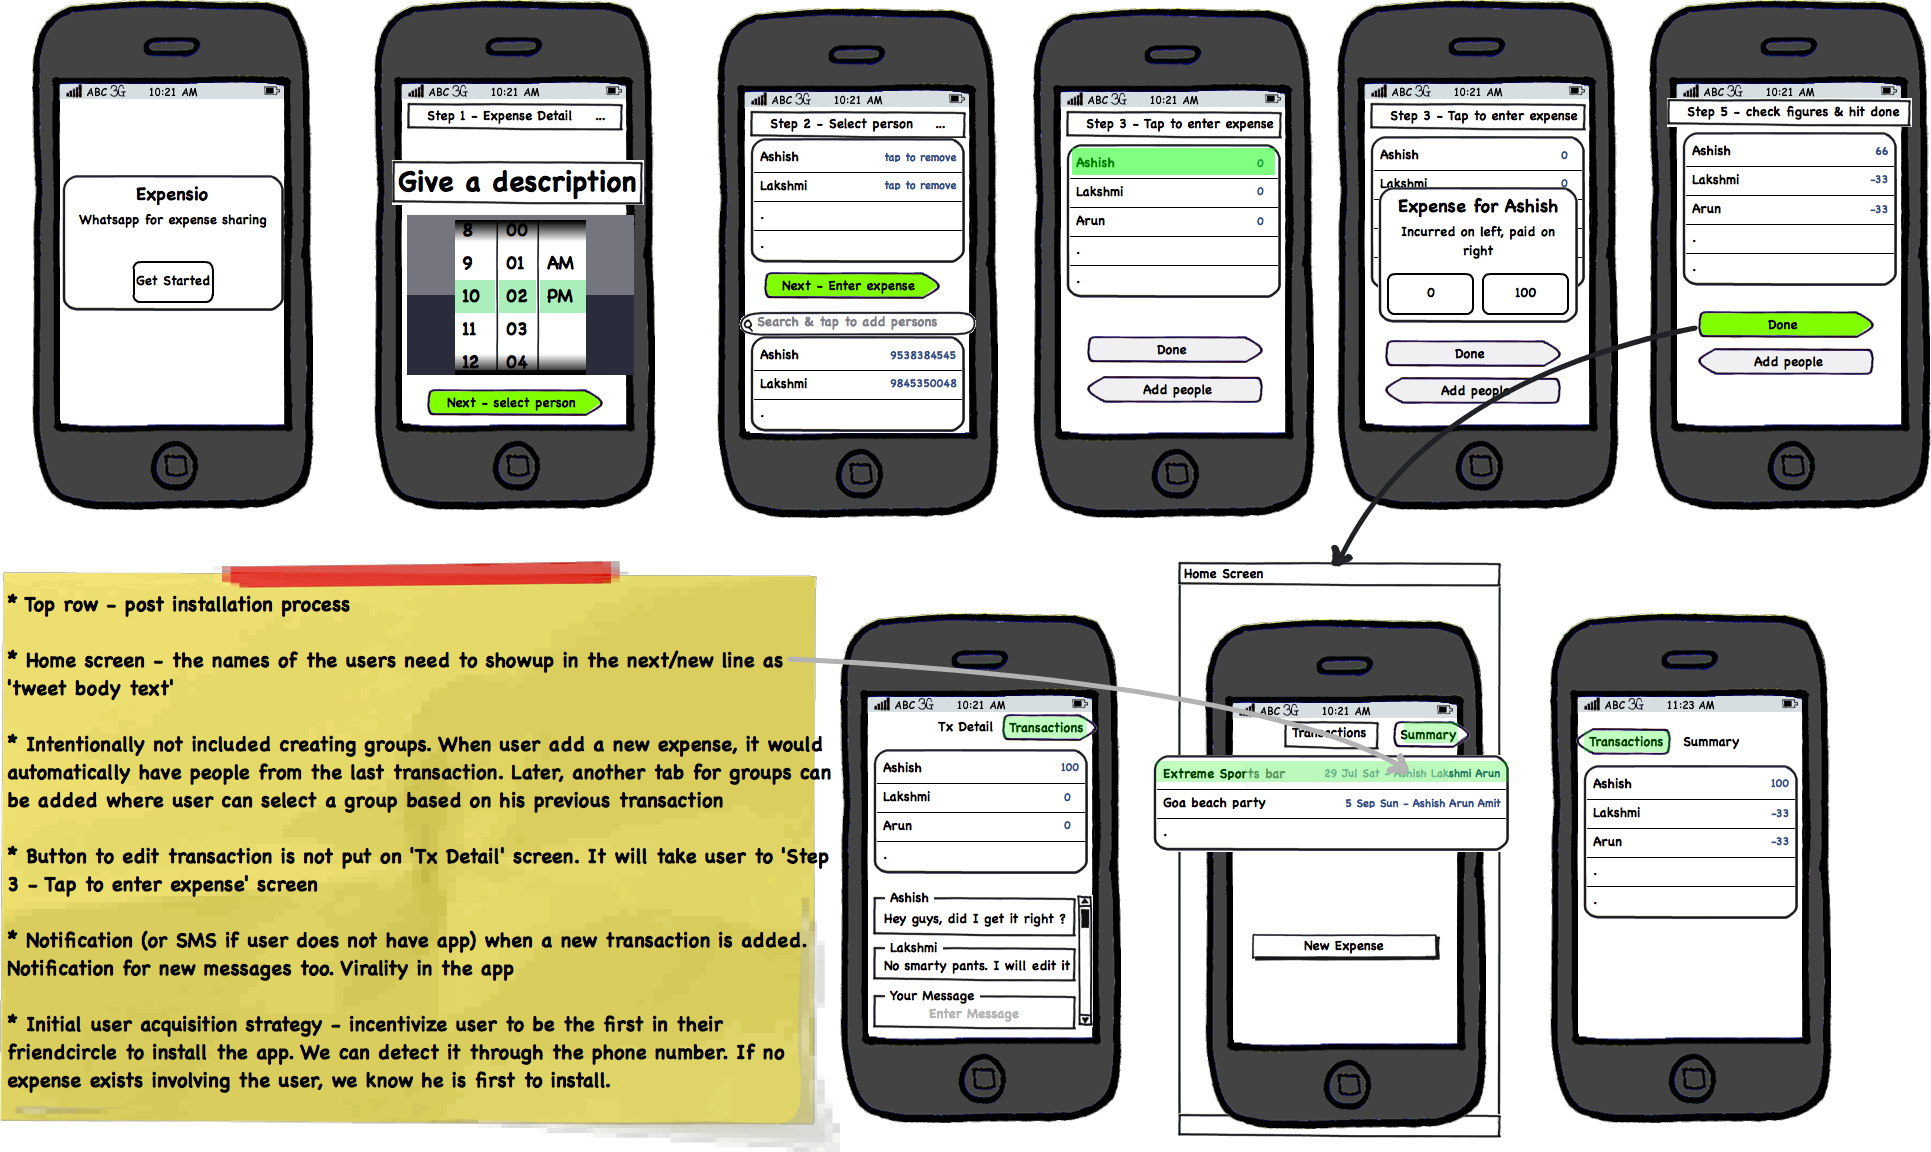 ABC 3G 10:21 AM
Expensio
Whatsapp for expense sharing
Get Started
ABC 3G 10:21 AM
Step 1 - Expense Detail ...
Give a description
8 00
9 01 AM
10 02 PM
11 03
12 04
Next - select person
ABC 3G 10:21 AM
Step 2 - Select person ...
Ashish tap to remove
Lakshmi tap to remove
.
.
Next - Enter expense
Search & tap to add persons
Ashish 9538384545
Lakshmi 9845350048
.
ABC 3G 10:21 AM
Step 3 - Tap to enter expense
Ashish 0
Lakshmi 0
Arun 0
.
.
Done
Add people
ABC 3G 10:21 AM
Step 3 - Tap to enter expense
Ashish 0
Lakshmi 0
Expense for Ashish
Incurred on left, paid on
right
0 100
Done
Add people
ABC 3G 10:21 AM
Step 5 - check figures & hit done
Ashish 66
Lakshmi -33
Arun -33
.
.
Done
Add people
* Top row - post installation process
* Home screen - the names of the users need to showup in the next/new line as
'tweet body text'
* Intentionally not included creating groups. When user add a new expense, it would
automatically have people from the last transaction. Later, another tab for groups can
be added where user can select a group based on his previous transaction
* Button to edit transaction is not put on 'Tx Detail' screen. It will take user to 'Step
3 - Tap to enter expense' screen
* Notification (or SMS if user does not have app) when a new transaction is added.
Notification for new messages too. Virality in the app
* Initial user acquisition strategy - incentivize user to be the first in their
friendcircle to install the app. We can detect it through the phone number. If no
expense exists involving the user, we know he is first to install.
ABC 3G 10:21 AM
Tx Detail Transactions
Ashish 100
Lakshmi 0
Arun 0
.
Ashish
Hey guys, did I get it right ?
Lakshmi
No smarty pants. I will edit it
Your Message
Enter Message
Home Screen
ABC 3G 10:21 AM
Transactions Summary
Extreme Sports bar 29 Jul Sat - Ashish Lakshmi Arun
Goa beach party 5 Sep Sun - Ashish Arun Amit
.
New Expense
ABC 3G 11:23 AM
Transactions Summary
Ashish 100
Lakshmi -33
Arun -33
.
.